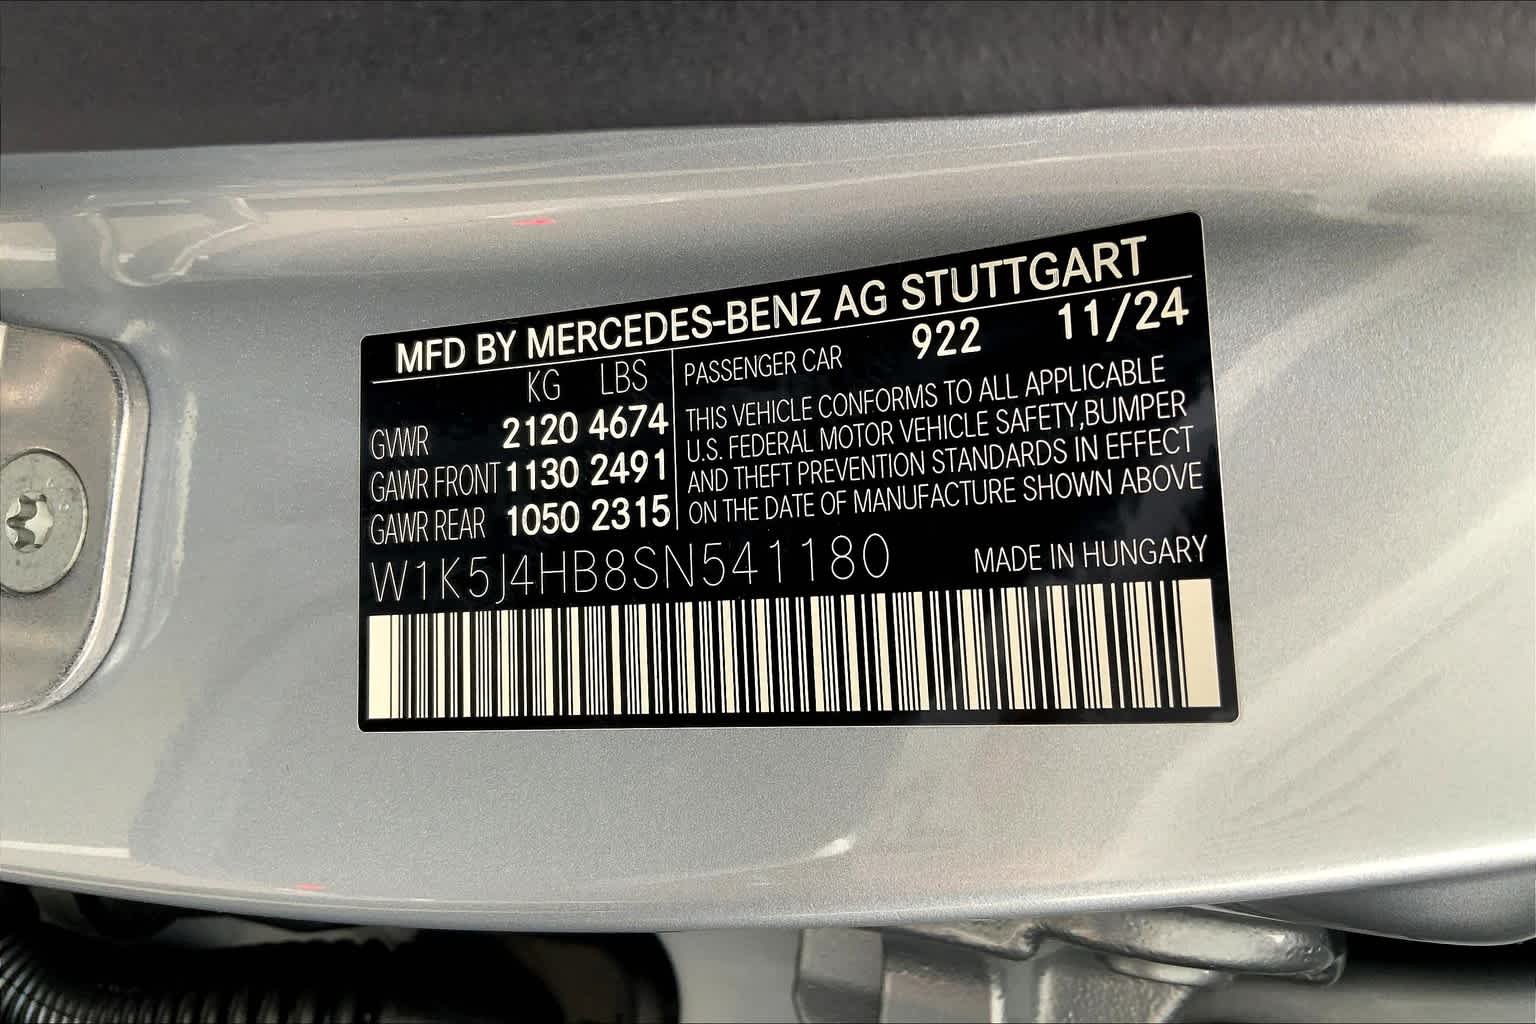 MFD BY MERCEDES-BENZ AG STUTTGART
KG LBS
GVWR 2120 4674
GAWR FRONT 1130 2491
GAWR REAR 1050 2315
PASSENGER CAR 922 11/24
THIS VEHICLE CONFORMS TO ALL APPLICABLE
U.S. FEDERAL MOTOR VEHICLE SAFETY,BUMPER
AND THEFT PREVENTION STANDARDS IN EFFECT
ON THE DATE OF MANUFACTURE SHOWN ABOVE
W1K5J4HB8SN541180 MADE IN HUNGARY